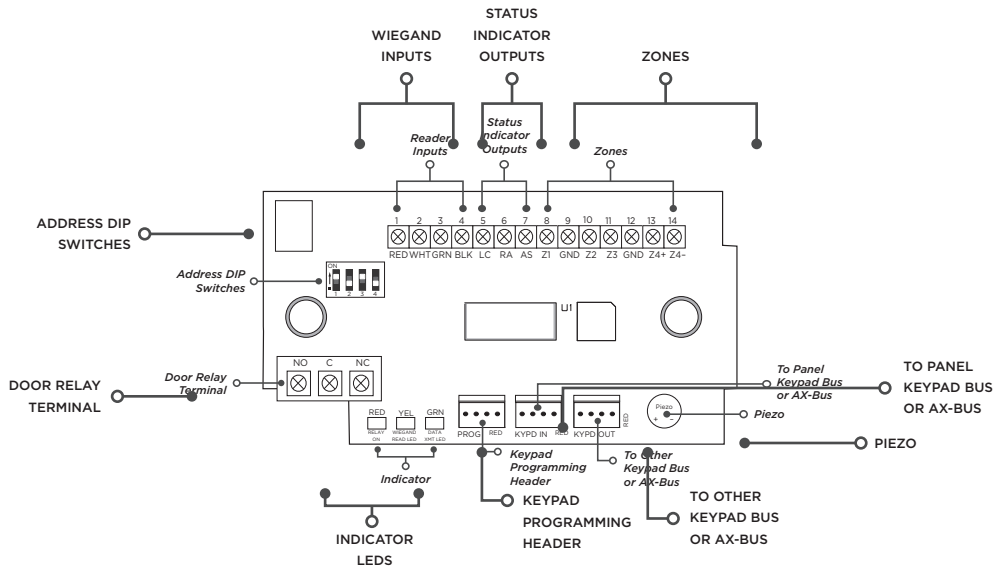 STATUS
INDICATOR
OUTPUTS
WIEGAND
INPUTS
ZONES
Reader
Inputs
Status
Indicator
Outputs
Zones
ADDRESS DIP
SWITCHES
1 2 3 4 5 6 7 8 9 10 11 12 13 14
RED WHT GRN BLK LC RA AS Z1 GND Z2 Z3 GND Z4+ Z4−
Address DIP
Switches
ON
1 2 3 4
U1
DOOR RELAY
TERMINAL
Door Relay
Terminal
NO C NC
To Panel
Keypad Bus
or AX-Bus
TO PANEL
KEYPAD BUS
OR AX-BUS
RED YEL GRN
RELAY
ON
WIEGAND
READ LED
DATA
XMT LED
PROG RED
KYPD IN RED
KYPD OUT
RED
Piezo
+ −
Piezo
PIEZO
Indicator
Keypad
Programming
Header
To Other
Keypad Bus
or AX-Bus
INDICATOR
LEDS
KEYPAD
PROGRAMMING
HEADER
TO OTHER
KEYPAD BUS
OR AX-BUS